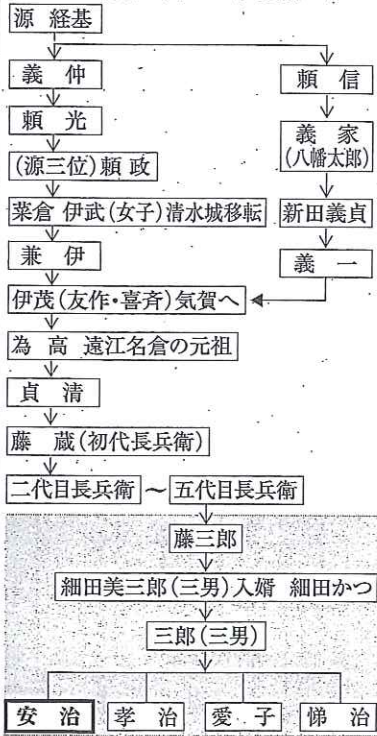 源 経基
義 仲
頼 信
頼 光
義 家
(八幡太郎)
(源三位)頼 政
新田義貞
菜倉 伊武(女子)清水城移転
義 一
兼 伊
伊茂(友作・喜斉)気賀へ
為 高 遠江名倉の元祖
貞 清
藤 蔵(初代長兵衛)
二代目長兵衛 〜 五代目長兵衛
藤三郎
細田美三郎(三男)入婿 細田かつ
三郎(三男)
安 治 孝 治 愛 子 悌 治